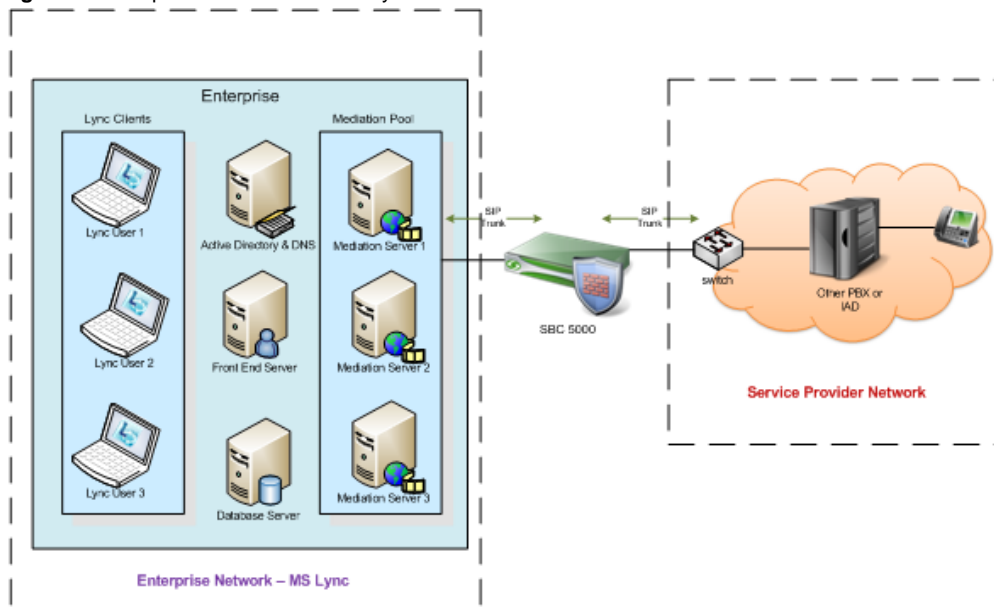 Enterprise
Lync Clients
Mediation Pool
Lync User 1
Active Directory & DNS
Mediation Server 1
SIP
Trunk
SIP
Trunk
switch
Other PBX or
IAD
SBC 5000
Lync User 2
Front End Server
Mediation Server 2
Service Provider Network
Lync User 3
Database Server
Mediation Server 3
Enterprise Network – MS Lync